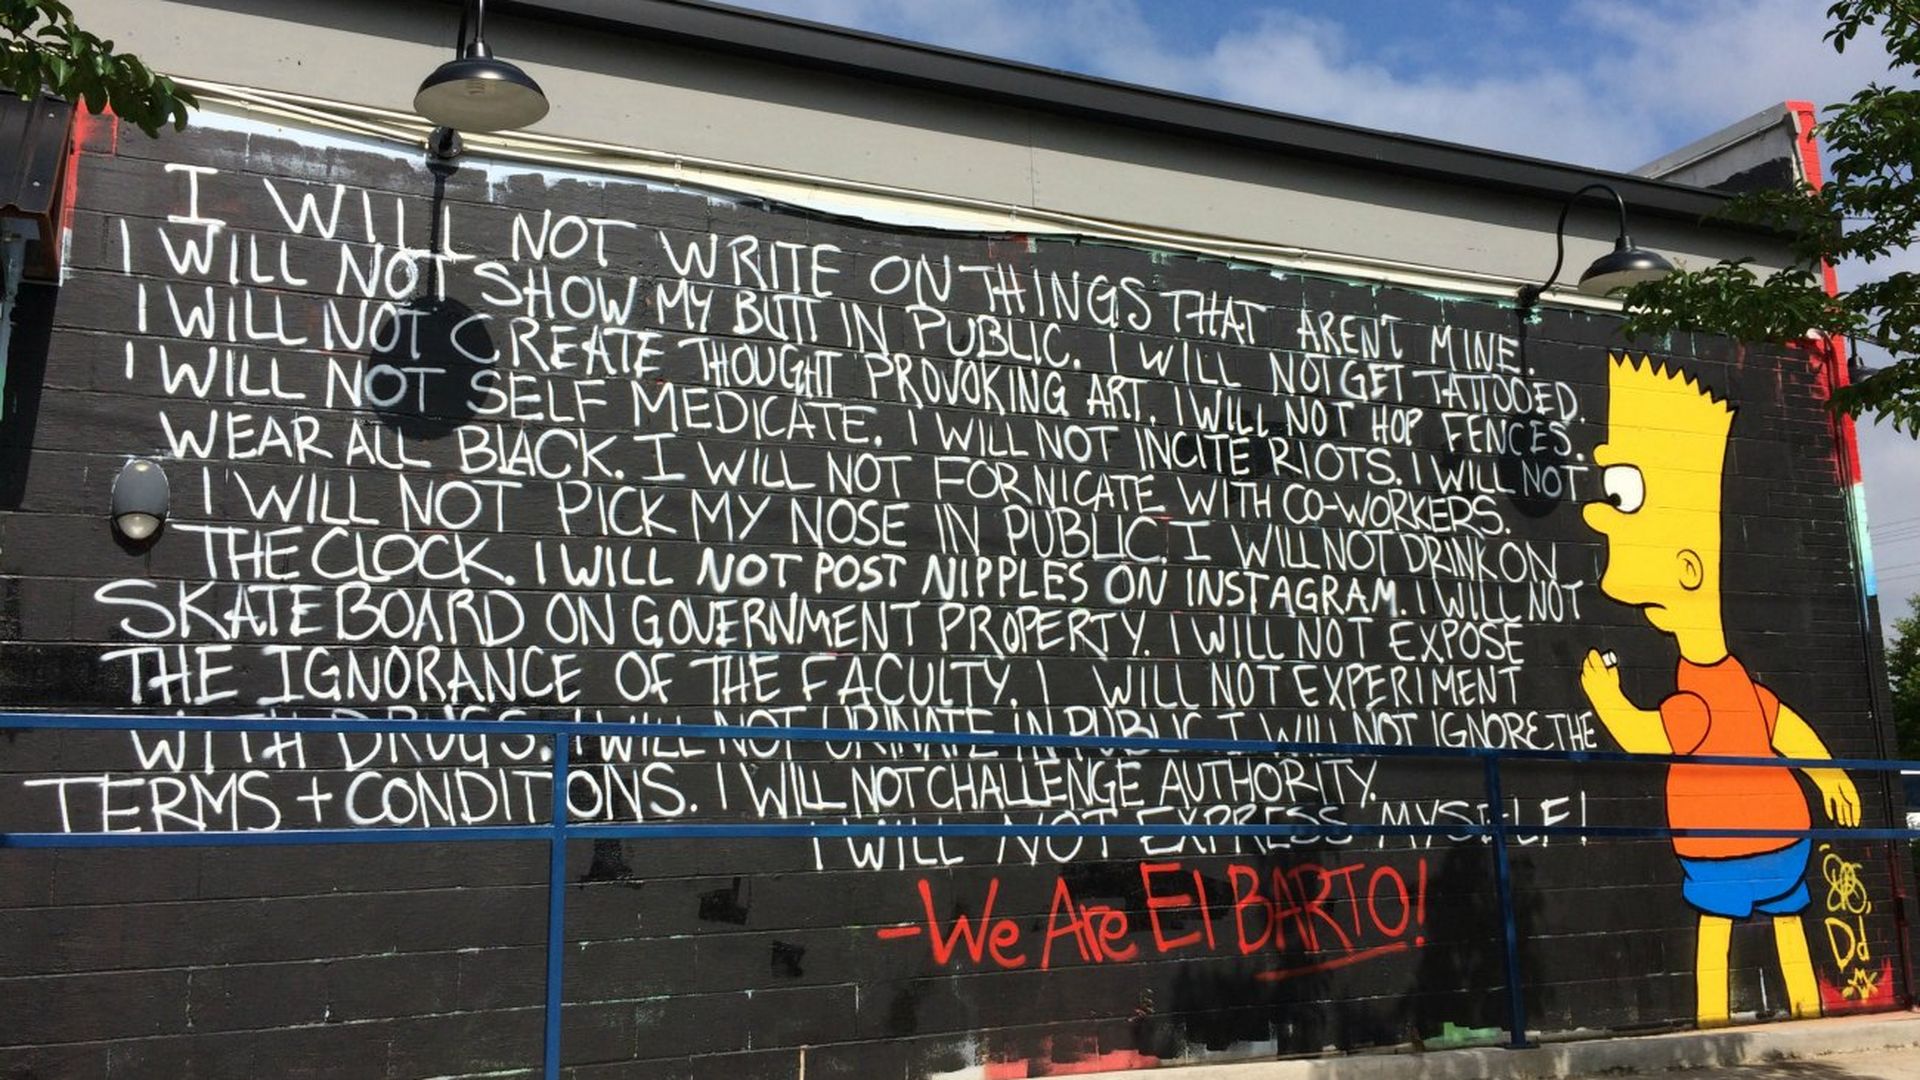 I WILL NOT WRITE ON THINGS THAT AREN'T MINE.
I WILL NOT SHOW MY BUTT IN PUBLIC. I WILL NOT GET TATTOOED.
I WILL NOT CREATE THOUGHT PROVOKING ART. I WILL NOT HOP FENCES.
I WILL NOT SELF MEDICATE. I WILL NOT INCITE RIOTS. I WILL NOT
WEAR ALL BLACK. I WILL NOT FORNICATE WITH CO-WORKERS.
I WILL NOT PICK MY NOSE IN PUBLIC. I WILL NOT DRINK ON
THE CLOCK. I WILL NOT POST NIPPLES ON INSTAGRAM. I WILL NOT
SKATEBOARD ON GOVERNMENT PROPERTY. I WILL NOT EXPOSE
THE IGNORANCE OF THE FACULTY. I WILL NOT EXPERIMENT
WITH DRUGS. I WILL NOT URINATE IN PUBLIC I WILL NOT IGNORE THE
TERMS + CONDITIONS. I WILL NOT CHALLENGE AUTHORITY.
I WILL NOT EXPRESS MYSELF!
-We Are El BARTO!
Dd